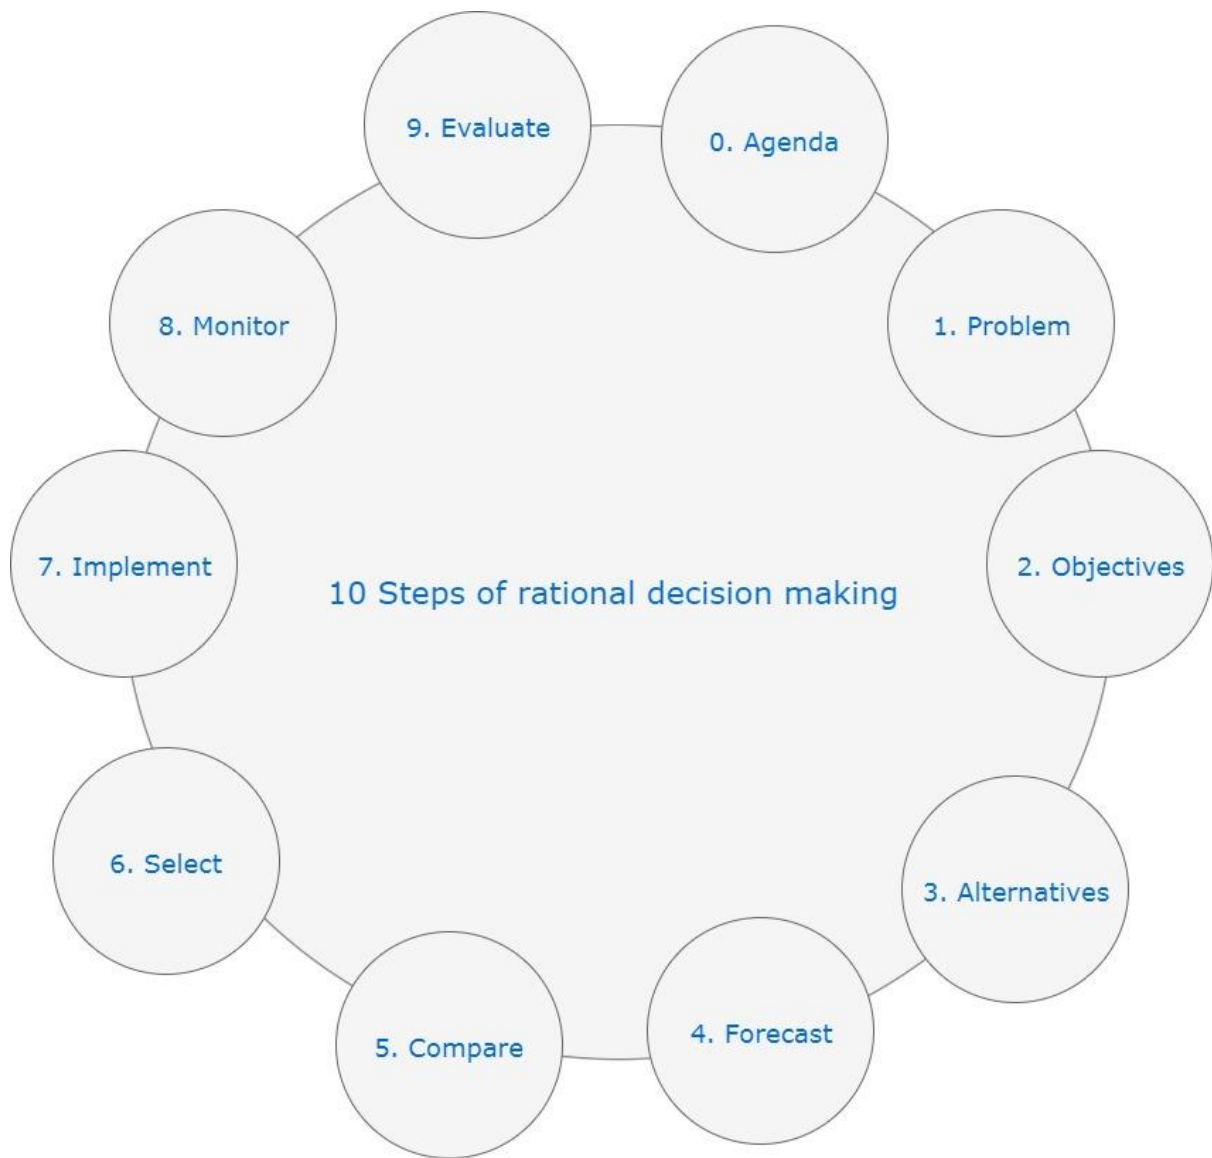 10 Steps of rational decision making
0. Agenda
1. Problem
2. Objectives
3. Alternatives
4. Forecast
5. Compare
6. Select
7. Implement
8. Monitor
9. Evaluate